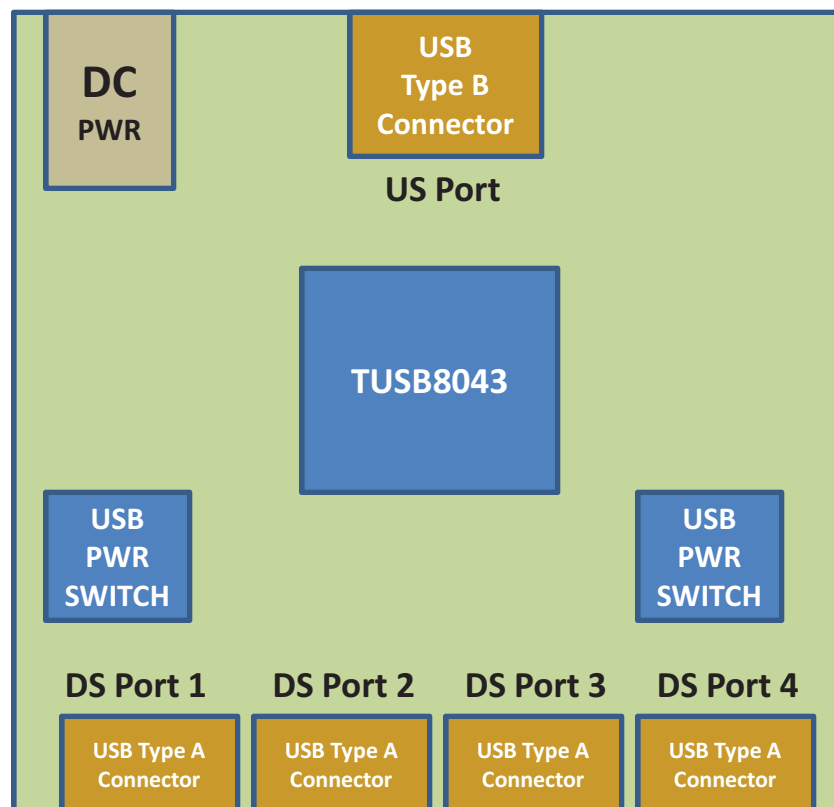 DC
PWR
USB
Type B
Connector
US Port
TUSB8043
USB
PWR
SWITCH
USB
PWR
SWITCH
DS Port 1
DS Port 2
DS Port 3
DS Port 4
USB Type A
Connector
USB Type A
Connector
USB Type A
Connector
USB Type A
Connector